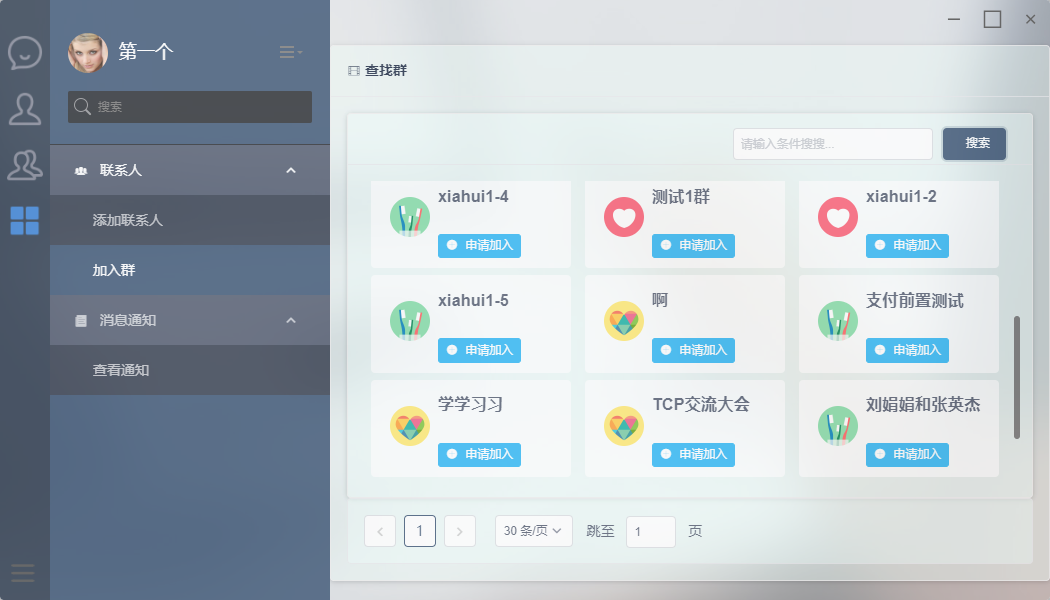 第一个
搜索
联系人
添加联系人
加入群
消息通知
查看通知
查找群
请输入条件搜搜...
搜索
xiahui1-4
申请加入
测试1群
申请加入
xiahui1-2
申请加入
xiahui1-5
申请加入
啊
申请加入
支付前置测试
申请加入
学学习习
申请加入
TCP交流大会
申请加入
刘娟娟和张英杰
申请加入
1
30 条/页
跳至
1
页